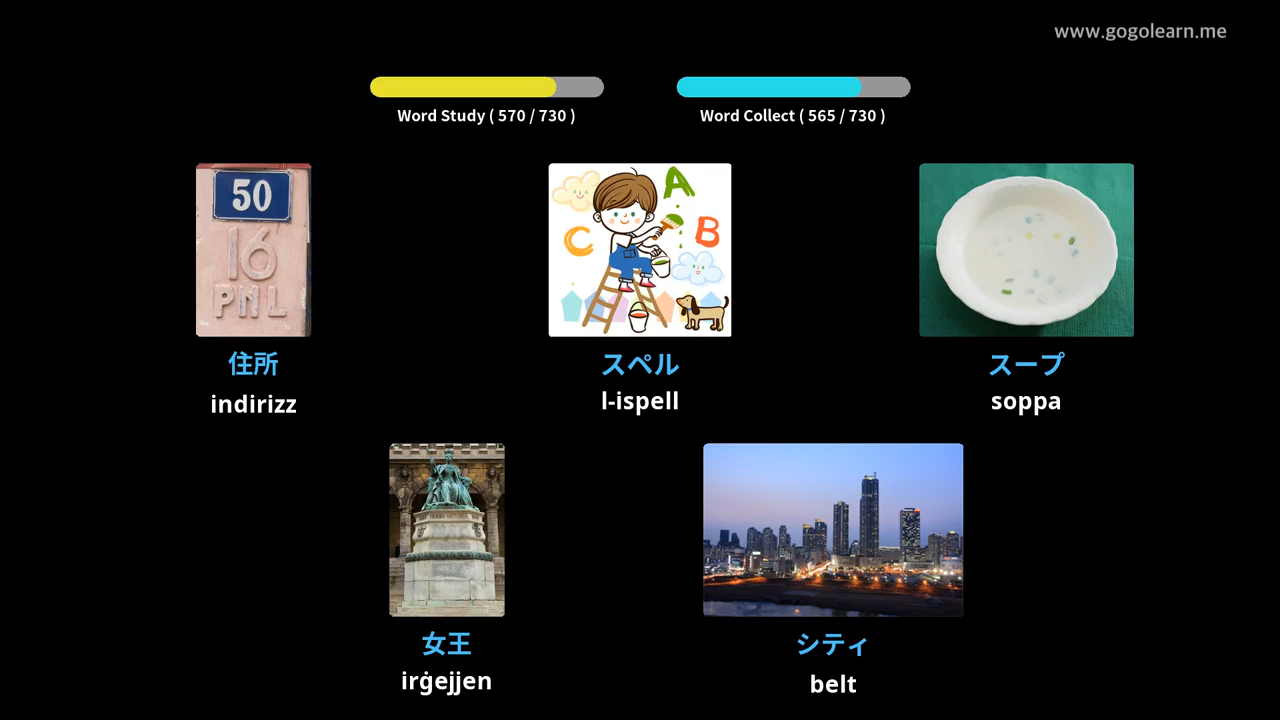 www.gogolearn.me
Word Study ( 570 / 730 )
Word Collect ( 565 / 730 )
50
16
PNL
A
B
C
住所
indirizz
スペル
l-ispell
スープ
soppa
女王
irġejjen
シティ
belt